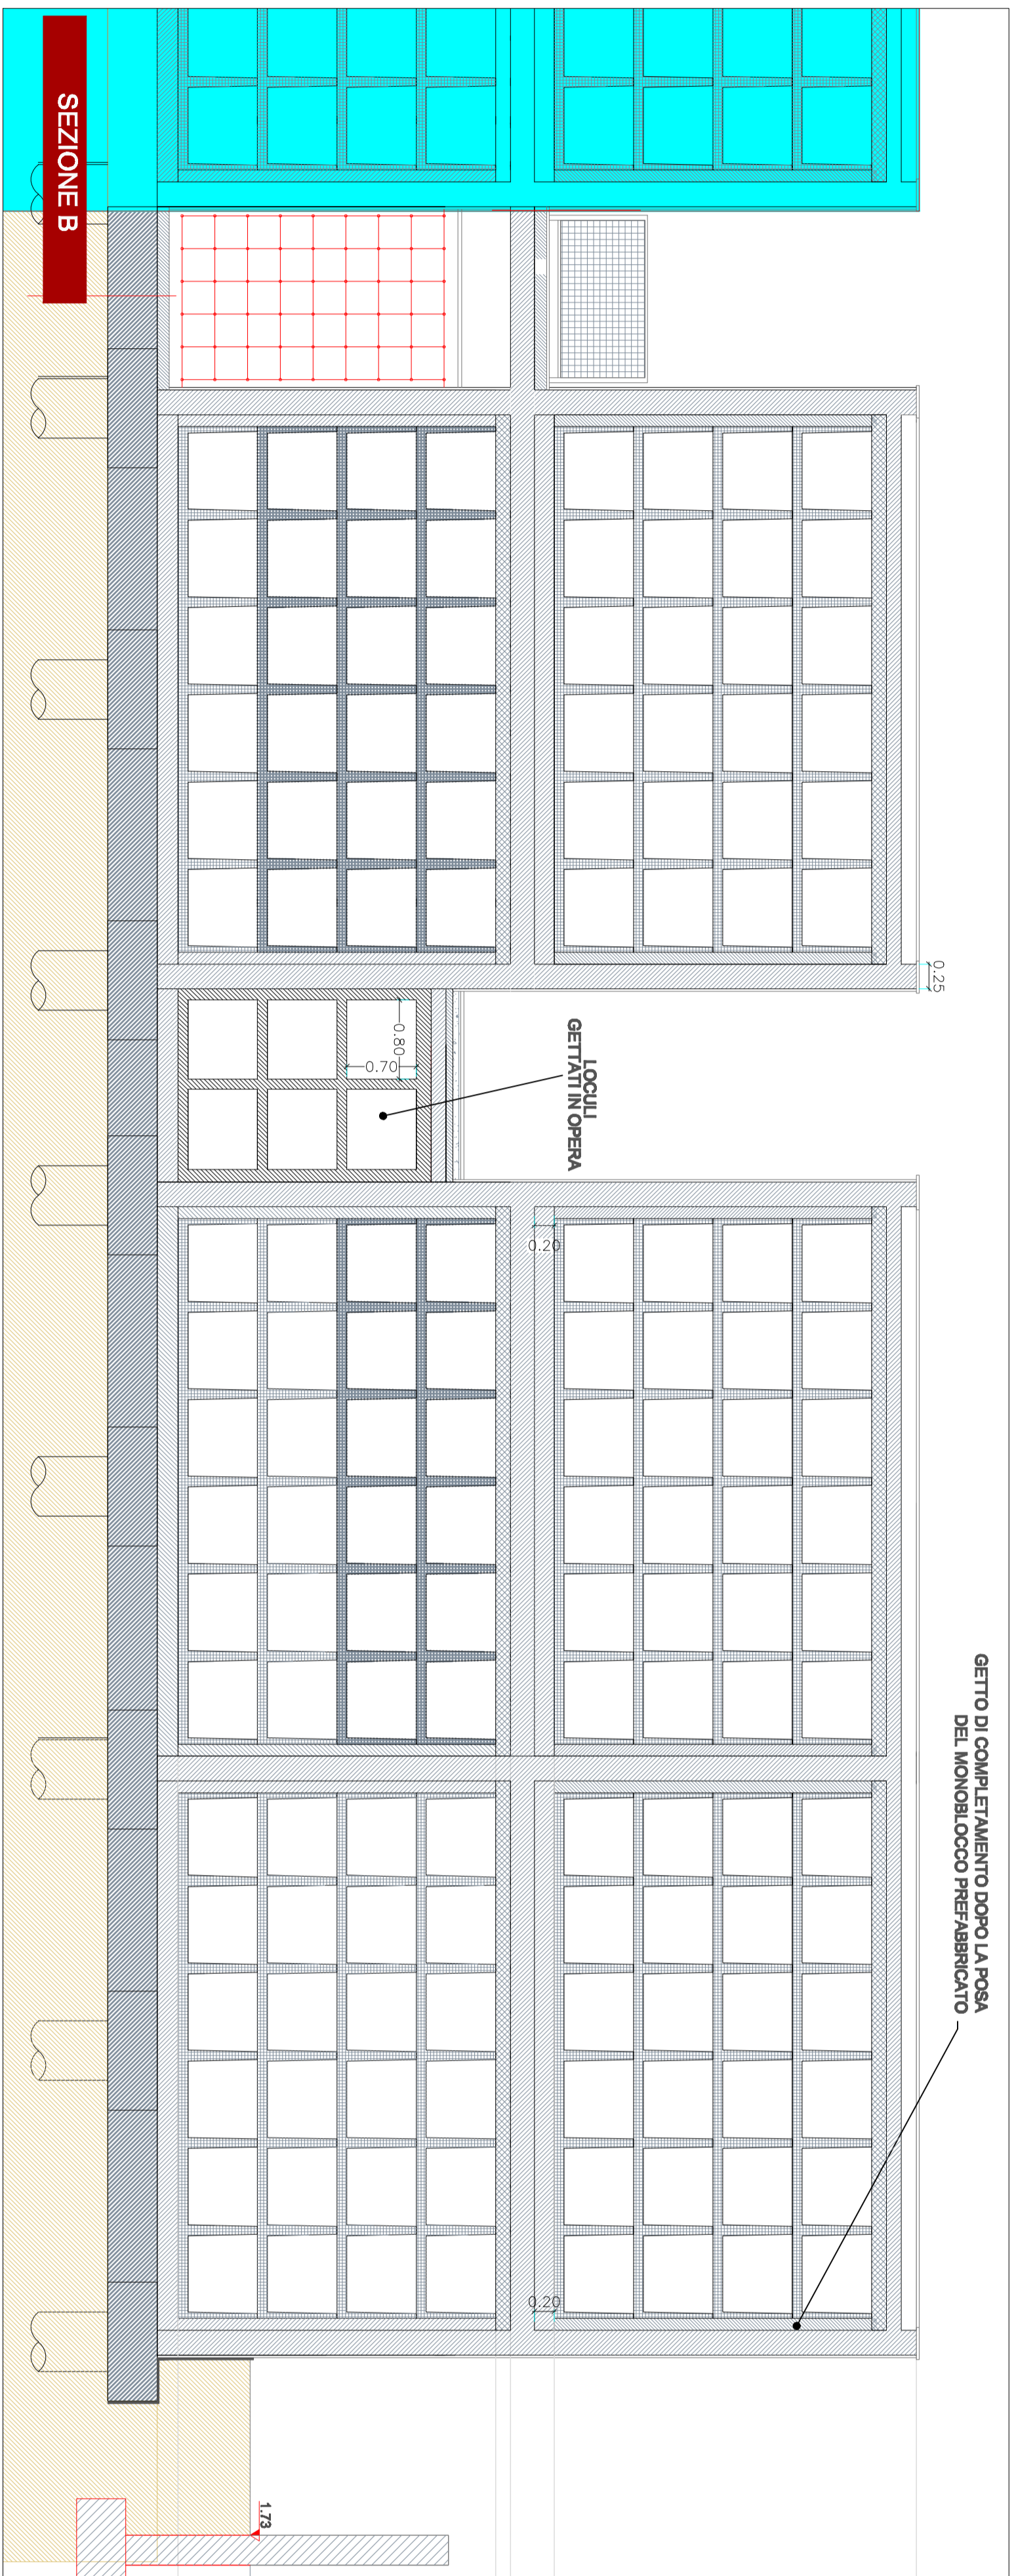 GETTO DI COMPLETAMENTO DOPO LA POSA
DEL MONOBLOCCO PREFABBRICATO
0.25
LOCULI
GETTATI IN OPERA
0.20
0.20
0.80
0.70
1.73
SEZIONE B